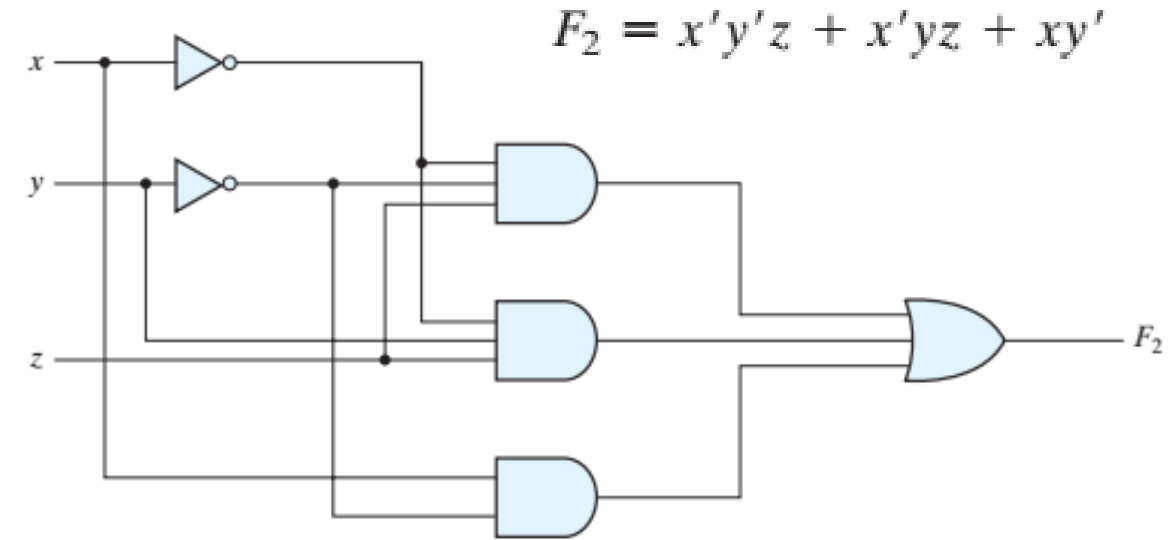 F₂ = x′y′z + x′yz + xy′
x
y
z
F₂